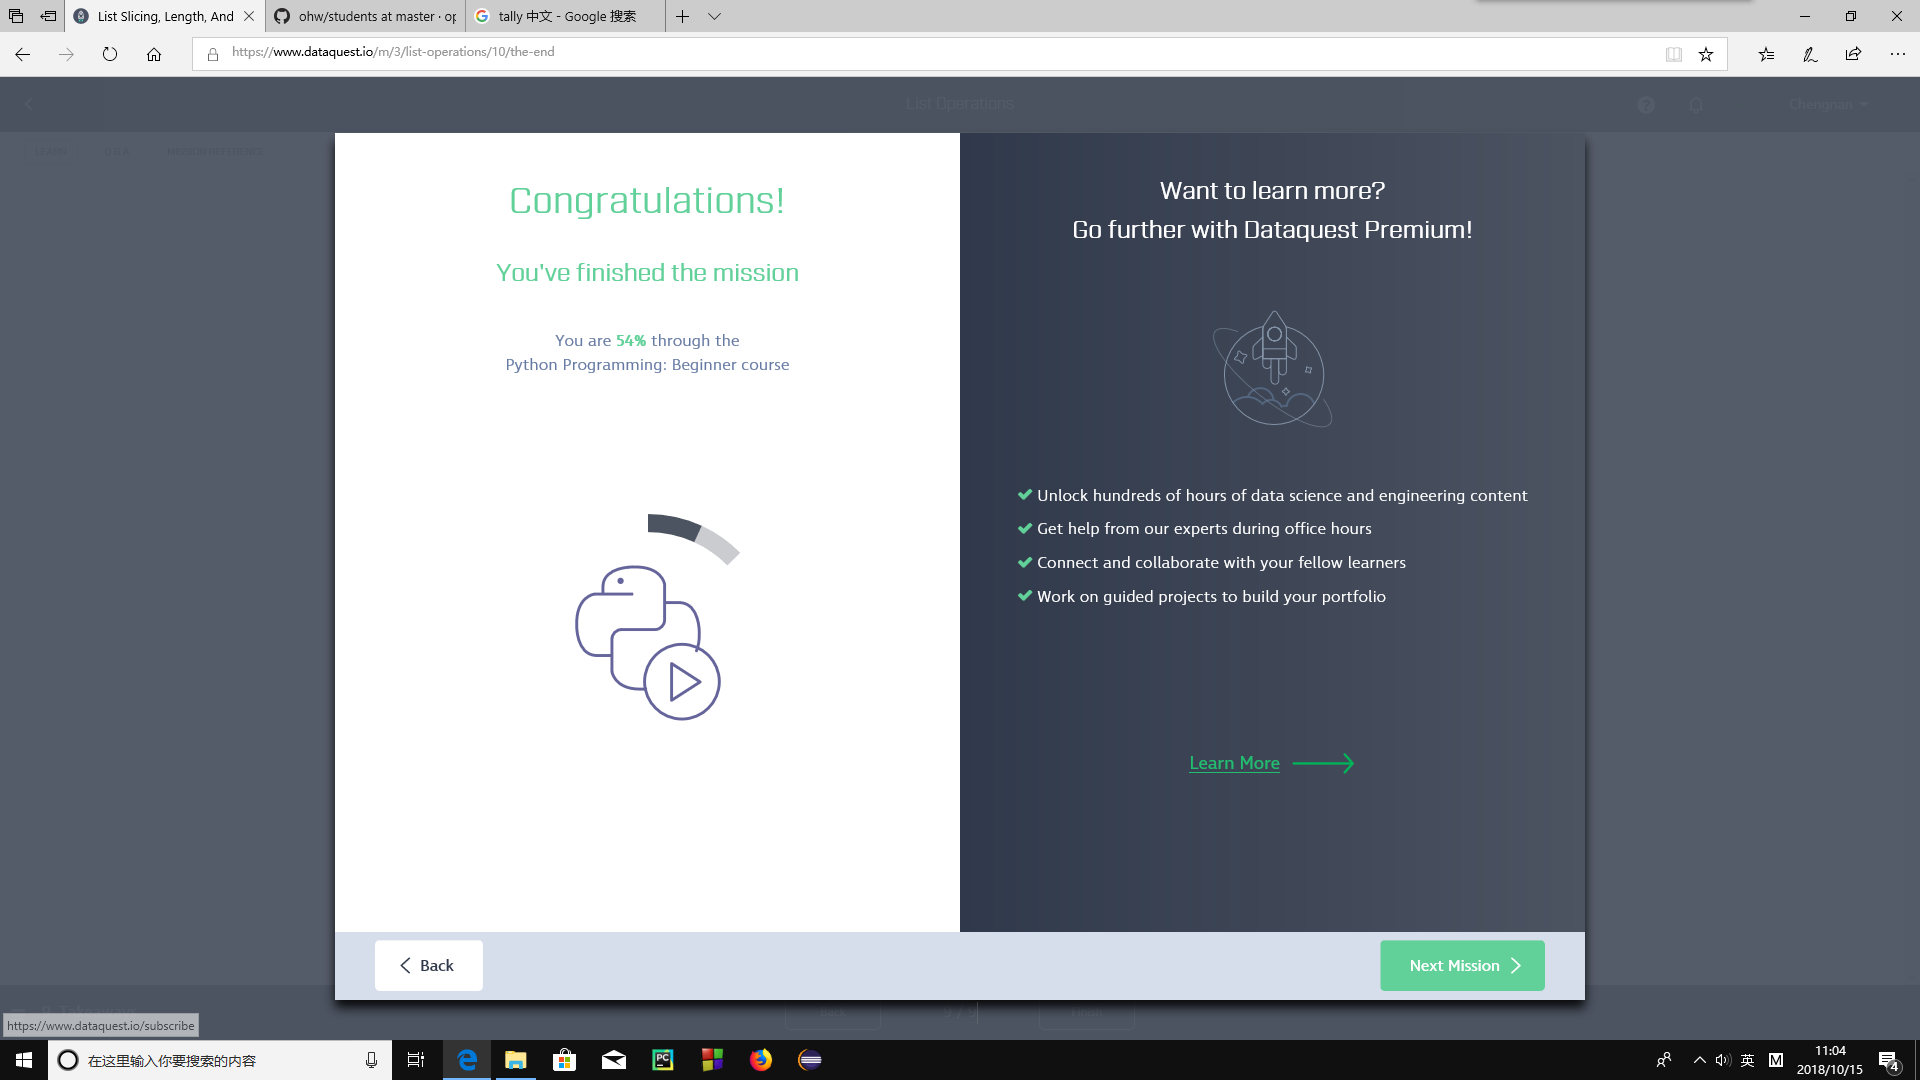 List Slicing, Length, And
ohw/students at master · op
tally 中文 - Google 搜索
https://www.dataquest.io/m/3/list-operations/10/the-end
List Operations
Chengnan
LEARN
Congratulations!
You've finished the mission
You are 54% through the
Python Programming: Beginner course
Want to learn more?
Go further with Dataquest Premium!
Unlock hundreds of hours of data science and engineering content
Get help from our experts during office hours
Connect and collaborate with your fellow learners
Work on guided projects to build your portfolio
Learn More
Back
Next Mission
Back
Finish
https://www.dataquest.io/subscribe
在这里输入你要搜索的内容
PC
英
M
11:04
2018/10/15
4